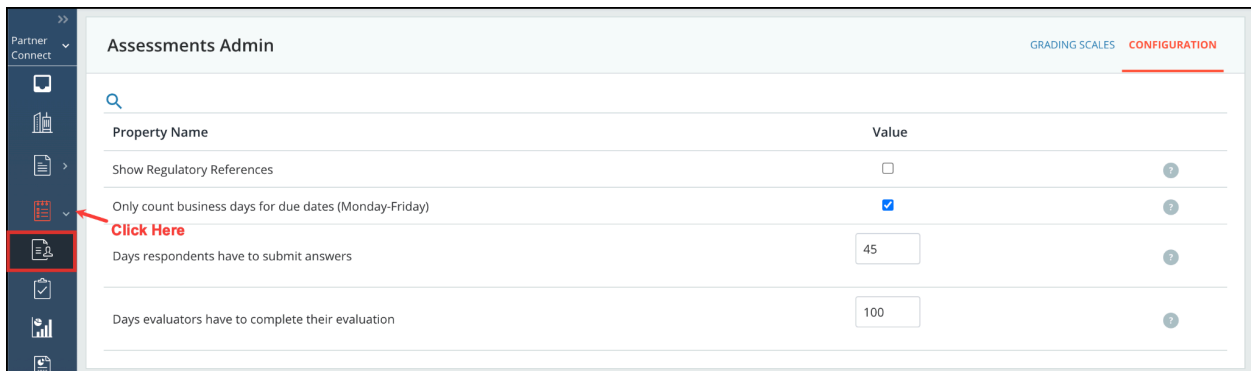 Partner
Connect
Assessments Admin
GRADING SCALES CONFIGURATION
Property Name Value
Show Regulatory References
?
Only count business days for due dates (Monday-Friday)
?
Click Here
Days respondents have to submit answers 45
?
Days evaluators have to complete their evaluation 100
?